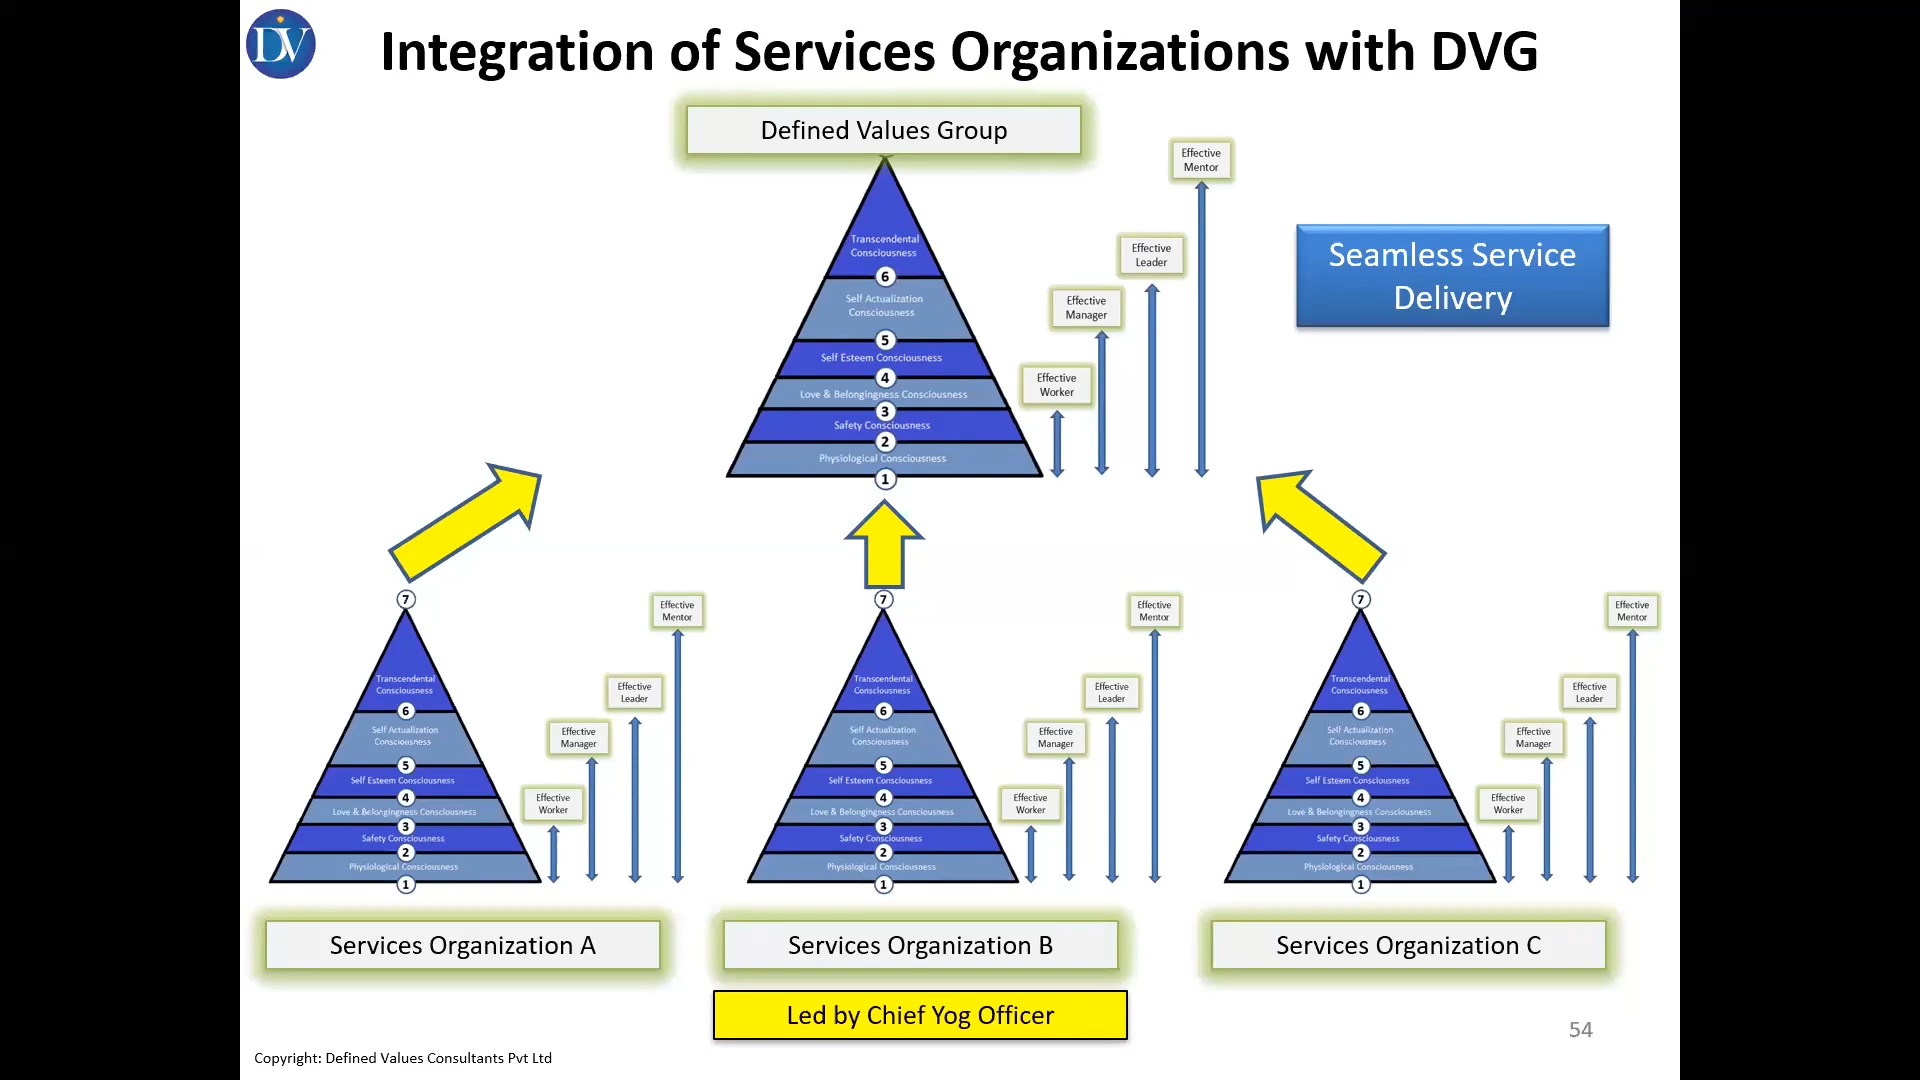 DV
Integration of Services Organizations with DVG
Defined Values Group
Effective
Mentor
Effective
Leader
Effective
Manager
Effective
Worker
Seamless Service
Delivery
Transcendental
Consciousness
6
Self Actualization
Consciousness
5
Self Esteem Consciousness
4
Love & Belongingness Consciousness
3
Safety Consciousness
2
Physiological Consciousness
1
7
Transcendental
Consciousness
6
Self Actualization
Consciousness
5
Self Esteem Consciousness
4
Love & Belongingness Consciousness
3
Safety Consciousness
2
Physiological Consciousness
1
Effective
Mentor
Effective
Leader
Effective
Manager
Effective
Worker
7
Transcendental
Consciousness
6
Self Actualization
Consciousness
5
Self Esteem Consciousness
4
Love & Belongingness Consciousness
3
Safety Consciousness
2
Physiological Consciousness
1
Effective
Mentor
Effective
Leader
Effective
Manager
Effective
Worker
7
Transcendental
Consciousness
6
Self Actualization
Consciousness
5
Self Esteem Consciousness
4
Love & Belongingness Consciousness
3
Safety Consciousness
2
Physiological Consciousness
1
Effective
Mentor
Effective
Leader
Effective
Manager
Effective
Worker
Services Organization A
Services Organization B
Services Organization C
Led by Chief Yog Officer
54
Copyright: Defined Values Consultants Pvt Ltd